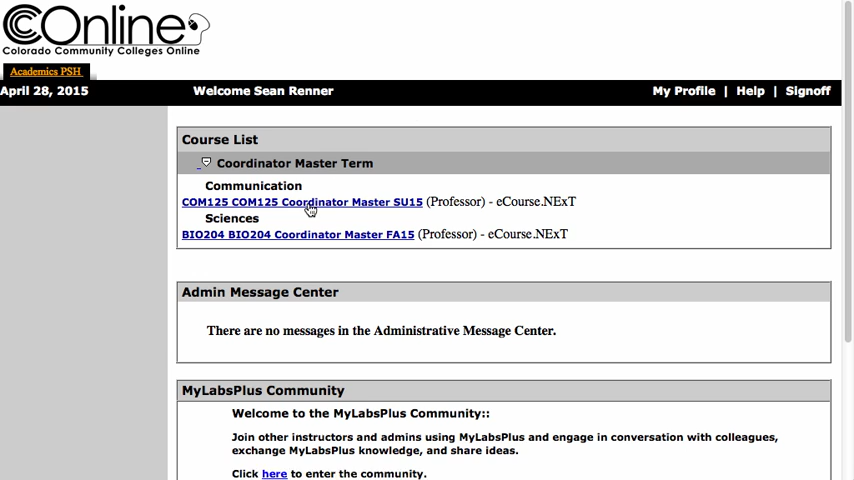 CCOnline
Colorado Community Colleges Online
Academics PSH
April 28, 2015 Welcome Sean Renner My Profile | Help | Signoff
Course List
Coordinator Master Term
Communication
COM125 COM125 Coordinator Master SU15 (Professor) - eCourse.NExT
Sciences
BIO204 BIO204 Coordinator Master FA15 (Professor) - eCourse.NExT
Admin Message Center
There are no messages in the Administrative Message Center.
MyLabsPlus Community
Welcome to the MyLabsPlus Community::
Join other instructors and admins using MyLabsPlus and engage in conversation with colleagues,
exchange MyLabsPlus knowledge, and share ideas.
Click here to enter the community.